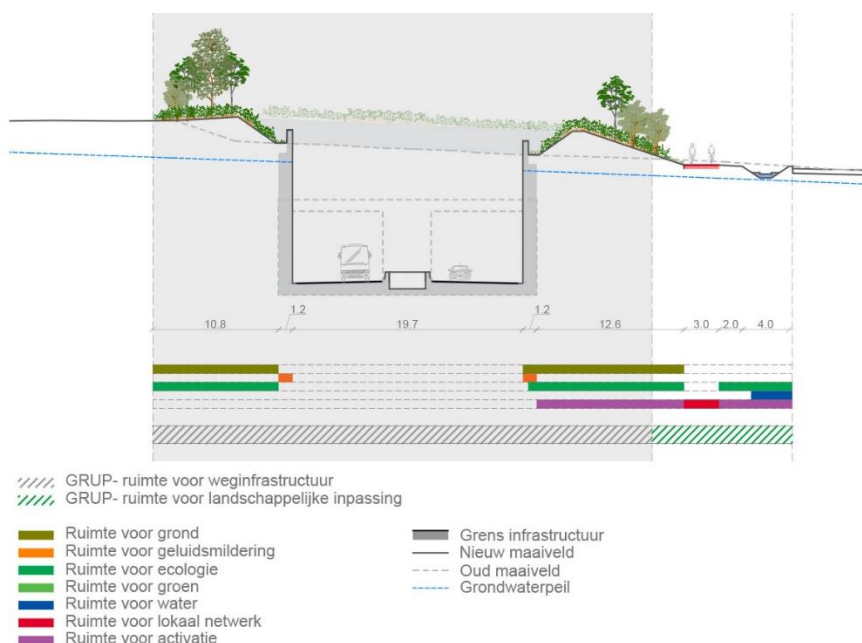 1.2
1.2
10.8
19.7
12.6
3.0
2.0
4.0
GRUP- ruimte voor weginfrastructuur
GRUP- ruimte voor landschappelijke inpassing
Ruimte voor grond
Ruimte voor geluidsmildering
Ruimte voor ecologie
Ruimte voor groen
Ruimte voor water
Ruimte voor lokaal netwerk
Ruimte voor activatie
Grens infrastructuur
Nieuw maaiveld
Oud maaiveld
Grondwaterpeil